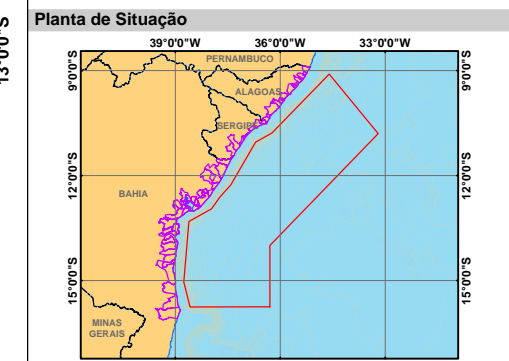 13°0'0"S
Planta de Situação
39°0'0"W 36°0'0"W 33°0'0"W
9°0'0"S 9°0'0"S
PERNAMBUCO
ALAGOAS
SERGIPE
12°0'0"S 12°0'0"S
BAHIA
15°0'0"S 15°0'0"S
MINAS
GERAIS